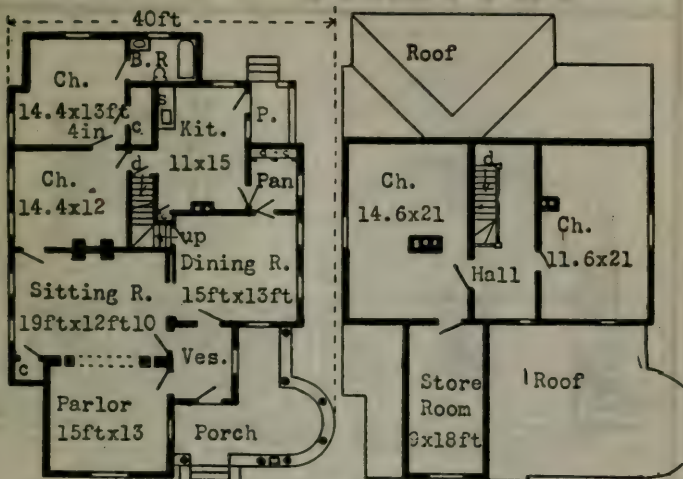 40ft
B.R
Ch.
14.4x13ft
4in
c
s
Kit.
11x15
P.
d
Ch.
14.4x12
Pan
up
Dining R.
15ftx13ft
Sitting R.
19ftx12ft10
c
Ves.
Parlor
15ftx13
Porch
Roof
d
Ch.
14.6x21
Ch.
11.6x21
Hall
Store
Room
9x18ft
Roof